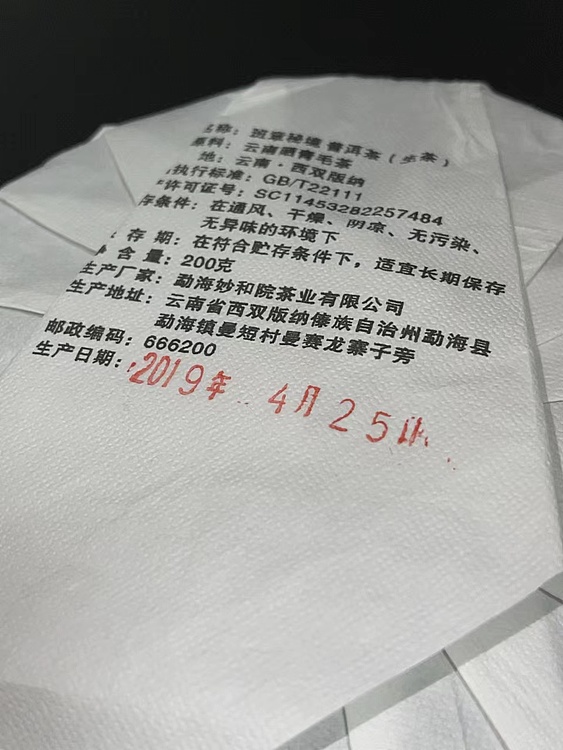 名称：班章秘境 普洱茶（生茶）
原料：云南晒青毛茶
地：云南·西双版纳
执行标准：GB/T22111
许可证号：SC11453282257484
存条件：在通风、干燥、阴凉、无污染、
无异味的环境下
存期：在符合贮存条件下，适宜长期保存
含量：200克
生产厂家：勐海妙和院茶业有限公司
生产地址：云南省西双版纳傣族自治州勐海县
勐海镇曼短村曼赛龙寨子旁
邮政编码：666200
生产日期：2019年 4月25